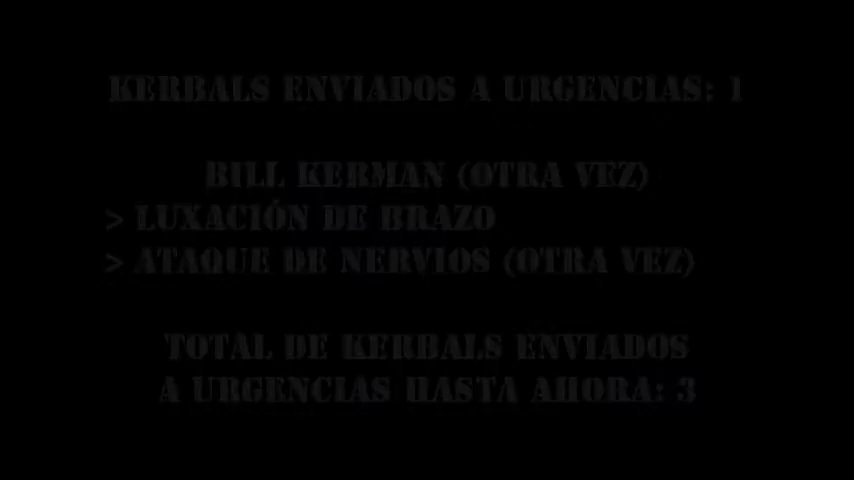 KERBALS ENVIADOS A URGENCIAS: 1
BILL KERMAN (OTRA VEZ)
> LUXACIÓN DE BRAZO
> ATAQUE DE NERVIOS (OTRA VEZ)
TOTAL DE KERBALS ENVIADOS
A URGENCIAS HASTA AHORA: 3